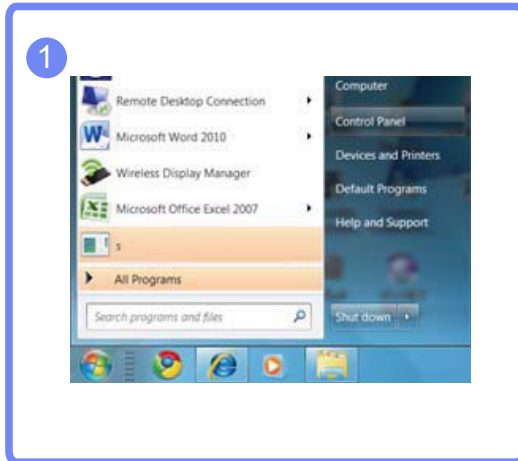 1
Remote Desktop Connection
Microsoft Word 2010
Wireless Display Manager
Microsoft Office Excel 2007
s
All Programs
Search programs and files
Computer
Control Panel
Devices and Printers
Default Programs
Help and Support
Shut down